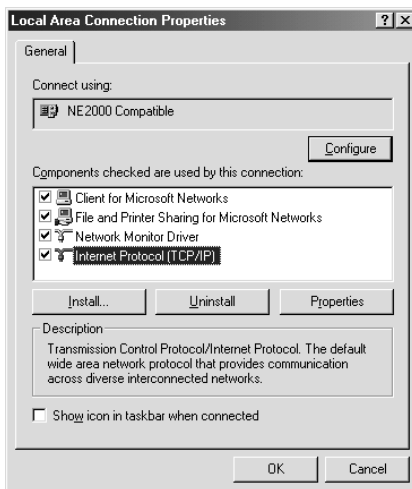 Local Area Connection Properties
General
Connect using:
NE2000 Compatible
Configure
Components checked are used by this connection:
Client for Microsoft Networks
File and Printer Sharing for Microsoft Networks
Network Monitor Driver
Internet Protocol (TCP/IP)
Install... Uninstall Properties
Description
Transmission Control Protocol/Internet Protocol. The default
wide area network protocol that provides communication
across diverse interconnected networks.
Show icon in taskbar when connected
OK Cancel